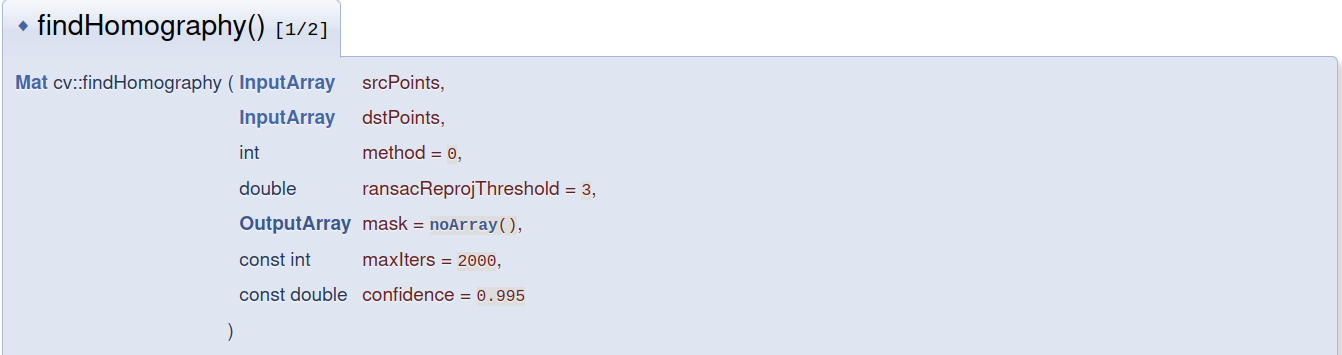 ◆ findHomography() [1/2]
Mat cv::findHomography ( InputArray srcPoints,
InputArray dstPoints,
int method = 0,
double ransacReprojThreshold = 3,
OutputArray mask = noArray(),
const int maxIters = 2000,
const double confidence = 0.995
)